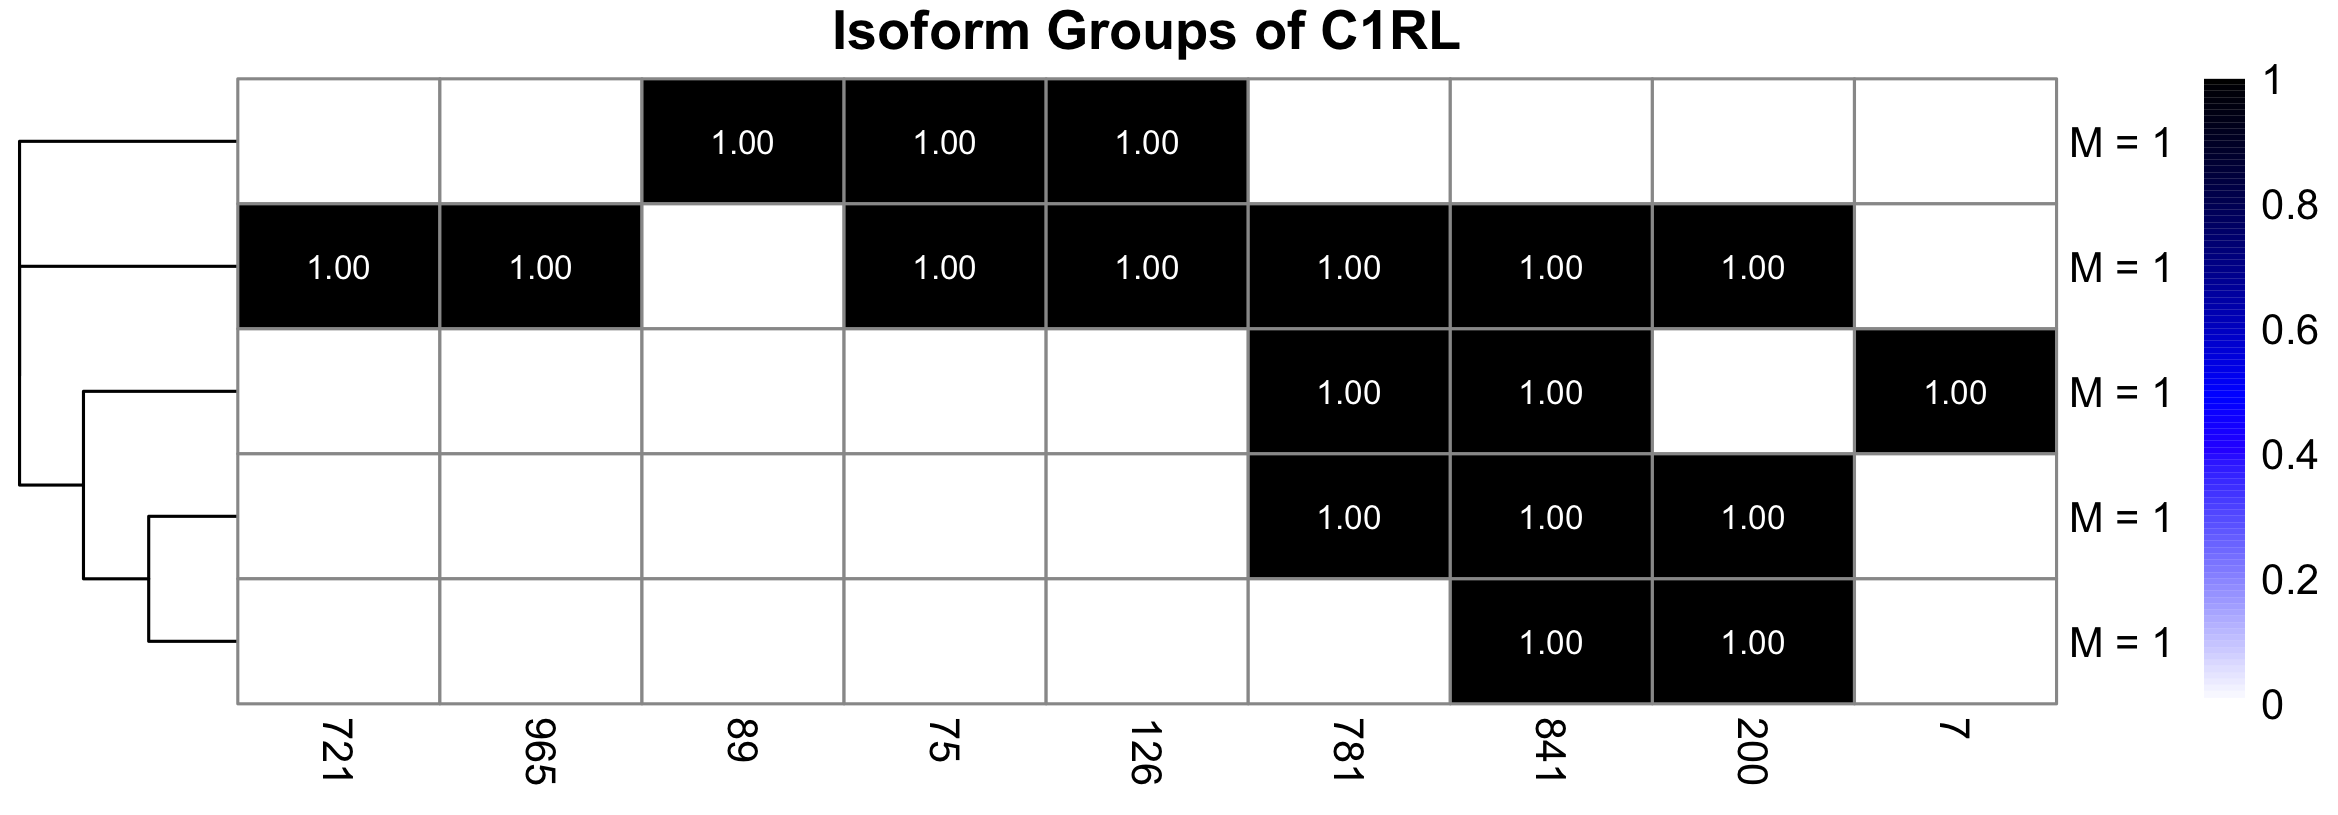 Isoform Groups of C1RL
1.00 1.00 1.00 M = 1
1.00 1.00 1.00 1.00 1.00 1.00 1.00 M = 1
1.00 1.00 1.00 M = 1
1.00 1.00 1.00 M = 1
1.00 1.00 M = 1
721 965 89 75 126 781 841 200 7
1
0.8
0.6
0.4
0.2
0